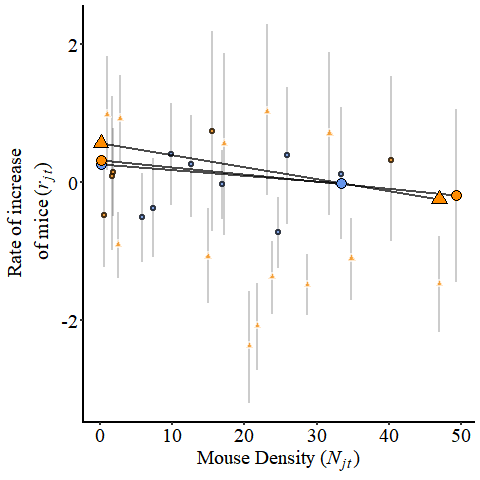 2
0
-2
Rate of increase
of mice (r_jt)
0 10 20 30 40 50
Mouse Density (N_jt)